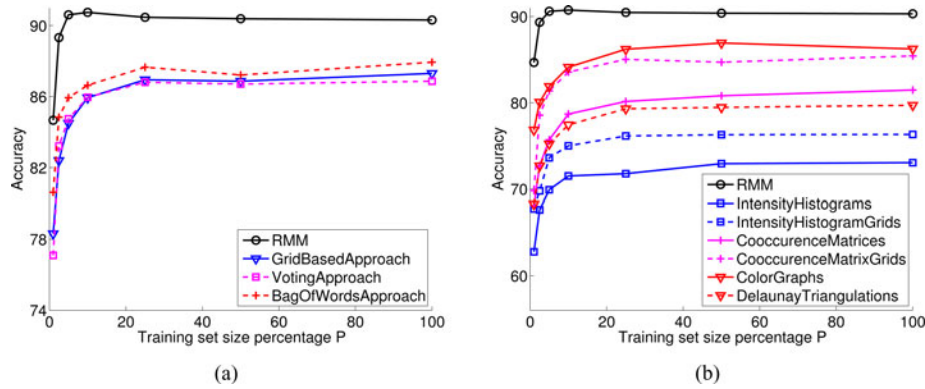 90
86
82
78
74
Accuracy
0 20 40 60 80 100
Training set size percentage P
RMM
GridBasedApproach
VotingApproach
BagOfWordsApproach
(a)
90
80
70
60
Accuracy
0 20 40 60 80 100
Training set size percentage P
RMM
IntensityHistograms
IntensityHistogramGrids
CooccurenceMatrices
CooccurenceMatrixGrids
ColorGraphs
DelaunayTriangulations
(b)